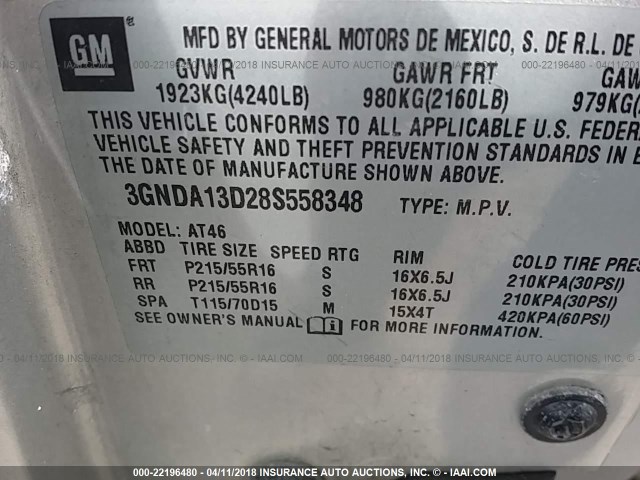 GM
MFD BY GENERAL MOTORS DE MEXICO, S. DE R.L. DE
GVWR GAWR FRT GAW
1923KG(4240LB) 980KG(2160LB) 979KG(
THIS VEHICLE CONFORMS TO ALL APPLICABLE U.S. FEDER
VEHICLE SAFETY AND THEFT PREVENTION STANDARDS IN E
THE DATE OF MANUFACTURE SHOWN ABOVE.
3GNDA13D28S558348 TYPE: M.P.V.
MODEL: AT46
ABBD TIRE SIZE SPEED RTG RIM COLD TIRE PRES
FRT P215/55R16 S 16X6.5J 210KPA(30PSI)
RR P215/55R16 S 16X6.5J 210KPA(30PSI)
SPA T115/70D15 M 15X4T 420KPA(60PSI)
SEE OWNER'S MANUAL i FOR MORE INFORMATION.
000-22196480 - 04/11/2018 INSURANCE AUTO AUCTIONS, INC. - © IAAI.COM